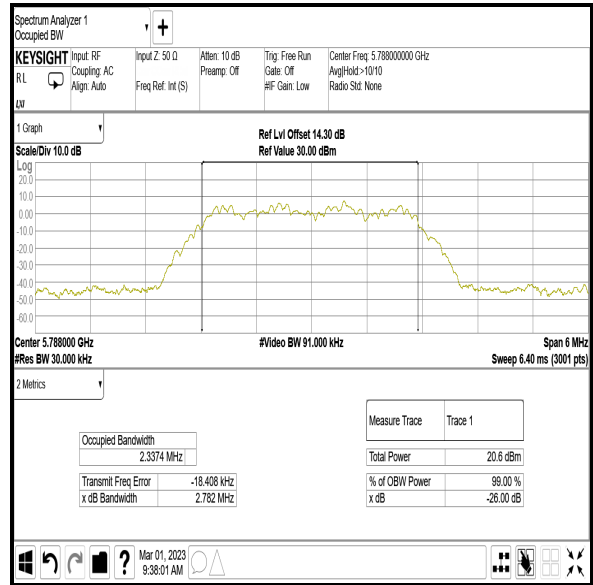 Spectrum Analyzer 1
Occupied BW
+
KEYSIGHT
RL
LXI
Input: RF
Coupling: AC
Align: Auto
Input Z: 50 Ω
Freq Ref: Int (S)
Atten: 10 dB
Preamp: Off
Trig: Free Run
Gate: Off
#IF Gain: Low
Center Freq: 5.788000000 GHz
Avg|Hold:>10/10
Radio Std: None
1 Graph
Scale/Div 10.0 dB
Ref Lvl Offset 14.30 dB
Ref Value 30.00 dBm
Log
20.0
10.0
0.00
-10.0
-20.0
-30.0
-40.0
-50.0
-60.0
Center 5.788000 GHz
#Video BW 91.000 kHz
Span 6 MHz
#Res BW 30.000 kHz
Sweep 6.40 ms (3001 pts)
2 Metrics
Occupied Bandwidth
2.3374 MHz
Transmit Freq Error -18.408 kHz
x dB Bandwidth 2.782 MHz
Measure Trace Trace 1
Total Power 20.6 dBm
% of OBW Power 99.00 %
x dB -26.00 dB
?
Mar 01, 2023
9:38:01 AM